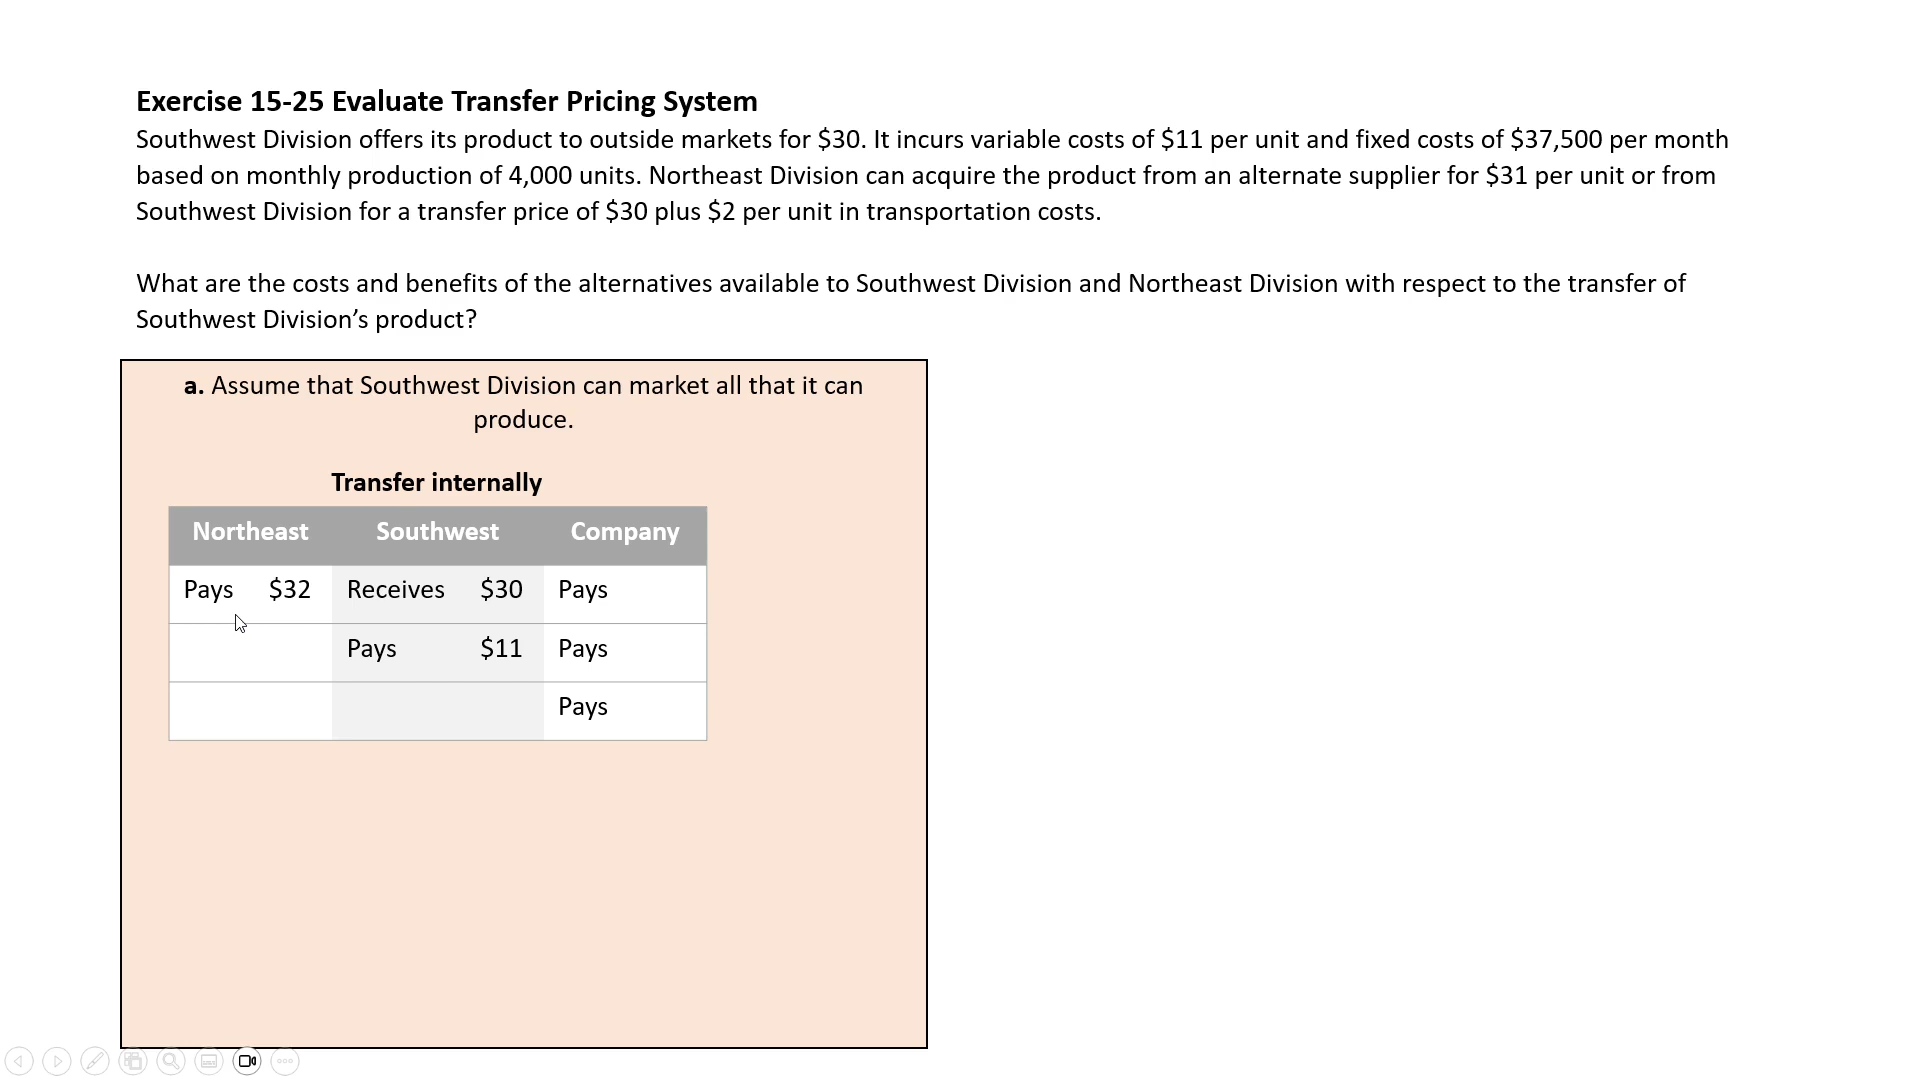 Exercise 15-25 Evaluate Transfer Pricing System
Southwest Division offers its product to outside markets for $30. It incurs variable costs of $11 per unit and fixed costs of $37,500 per month
based on monthly production of 4,000 units. Northeast Division can acquire the product from an alternate supplier for $31 per unit or from
Southwest Division for a transfer price of $30 plus $2 per unit in transportation costs.
What are the costs and benefits of the alternatives available to Southwest Division and Northeast Division with respect to the transfer of
Southwest Division’s product?
a. Assume that Southwest Division can market all that it can
produce.
Transfer internally
Northeast Southwest Company
Pays $32 Receives $30 Pays
Pays $11 Pays
Pays